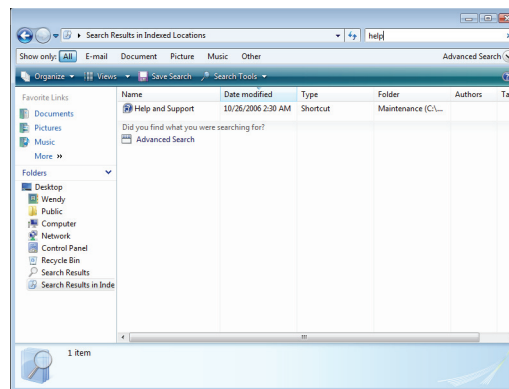 Search Results in Indexed Locations
help
Show only: All E-mail Document Picture Music Other Advanced Search
Organize Views Save Search Search Tools
Favorite Links
Documents
Pictures
Music
More »
Folders
Desktop
Wendy
Public
Computer
Network
Control Panel
Recycle Bin
Search Results
Search Results in Inde
Name Date modified Type Folder Authors Ta
Help and Support 10/26/2006 2:30 AM Shortcut Maintenance (C:\...
Did you find what you were searching for?
Advanced Search
1 item